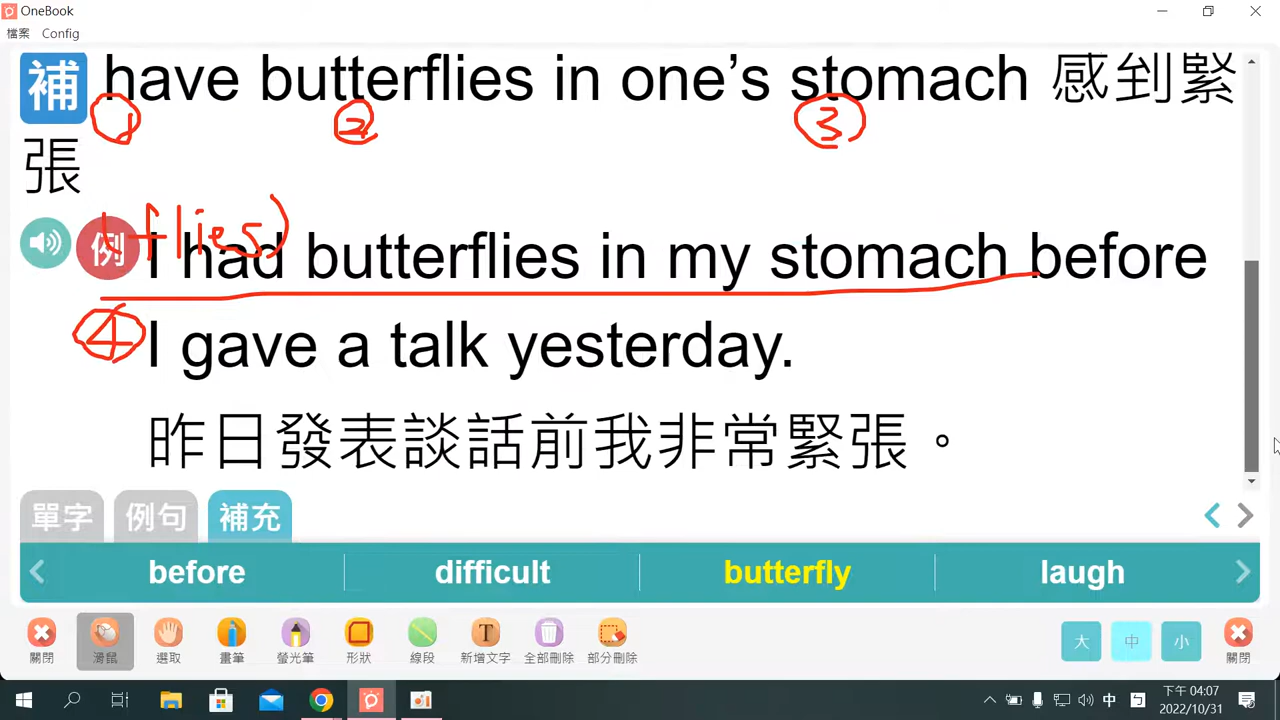 OneBook
檔案 Config
補 have butterflies in one's stomach 感到緊
① ② ③
張
(flies)
例 I had butterflies in my stomach before
④ I gave a talk yesterday.
昨日發表談話前我非常緊張。
單字 例句 補充
before difficult butterfly laugh
大 中 小
關閉 滑鼠 選取 畫筆 螢光筆 形狀 線段 新增文字 全部刪除 部分刪除 關閉
中 下午 04:07
2022/10/31